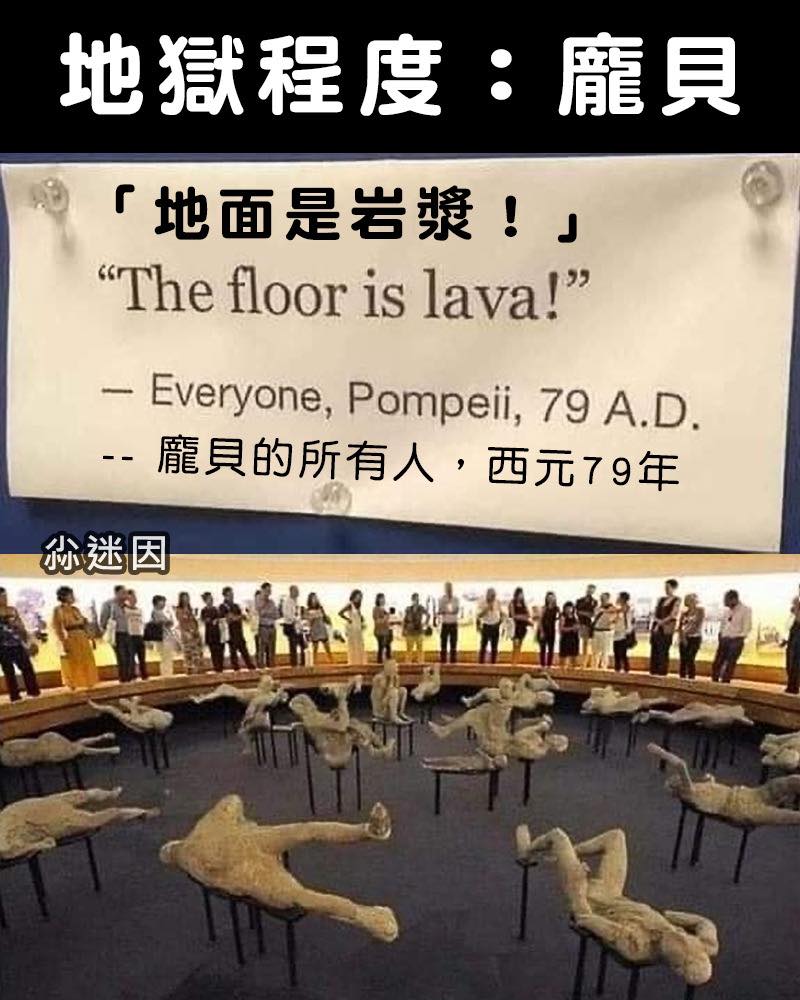 地獄程度：龐貝
「地面是岩漿！」
“The floor is lava!”
— Everyone, Pompeii, 79 A.D.
-- 龐貝的所有人，西元79年
尛迷因